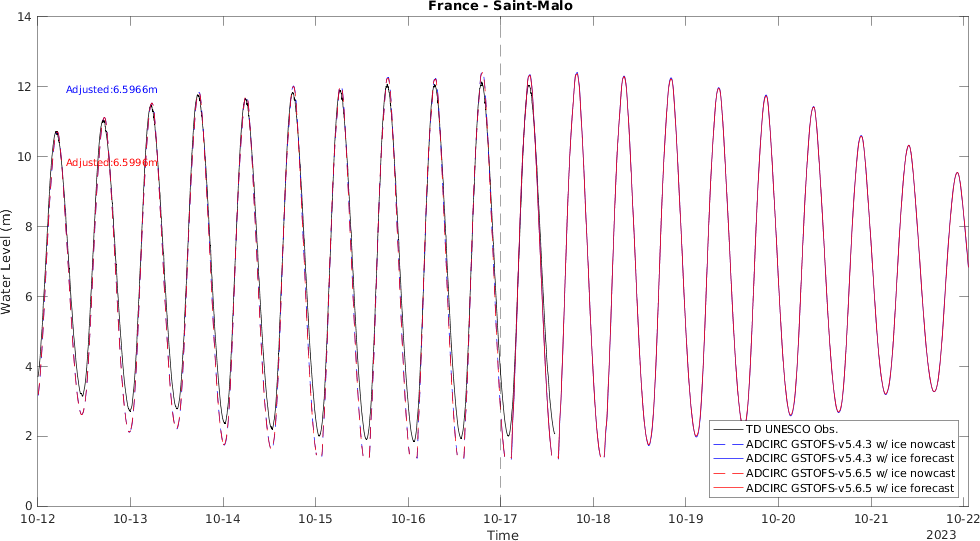 France - Saint-Malo
14
12
10
8
6
4
2
0
Water Level (m)
Adjusted:6.5966m
Adjusted:6.5996m
TD UNESCO Obs.
ADCIRC GSTOFS-v5.4.3 w/ ice nowcast
ADCIRC GSTOFS-v5.4.3 w/ ice forecast
ADCIRC GSTOFS-v5.6.5 w/ ice nowcast
ADCIRC GSTOFS-v5.6.5 w/ ice forecast
10-12 10-13 10-14 10-15 10-16 10-17 10-18 10-19 10-20 10-21 10-22
Time
2023